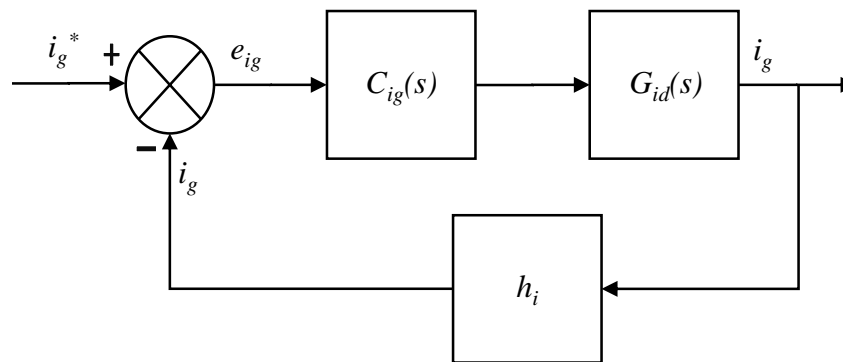 i_g* + e_ig C_ig(s) G_id(s) i_g
− i_g
h_i